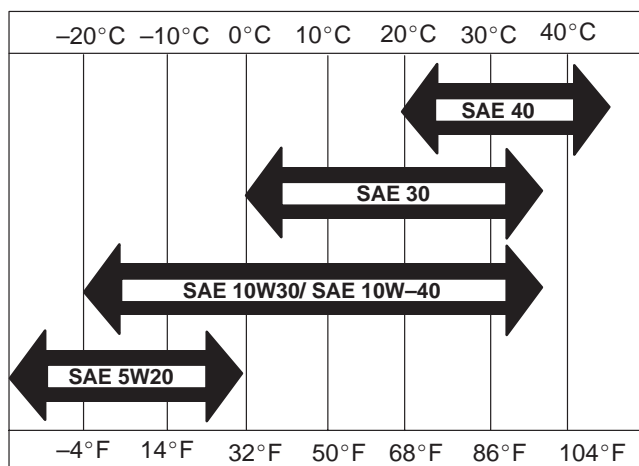 –20°C –10°C 0°C 10°C 20°C 30°C 40°C
SAE 40
SAE 30
SAE 10W30/ SAE 10W–40
SAE 5W20
–4°F 14°F 32°F 50°F 68°F 86°F 104°F